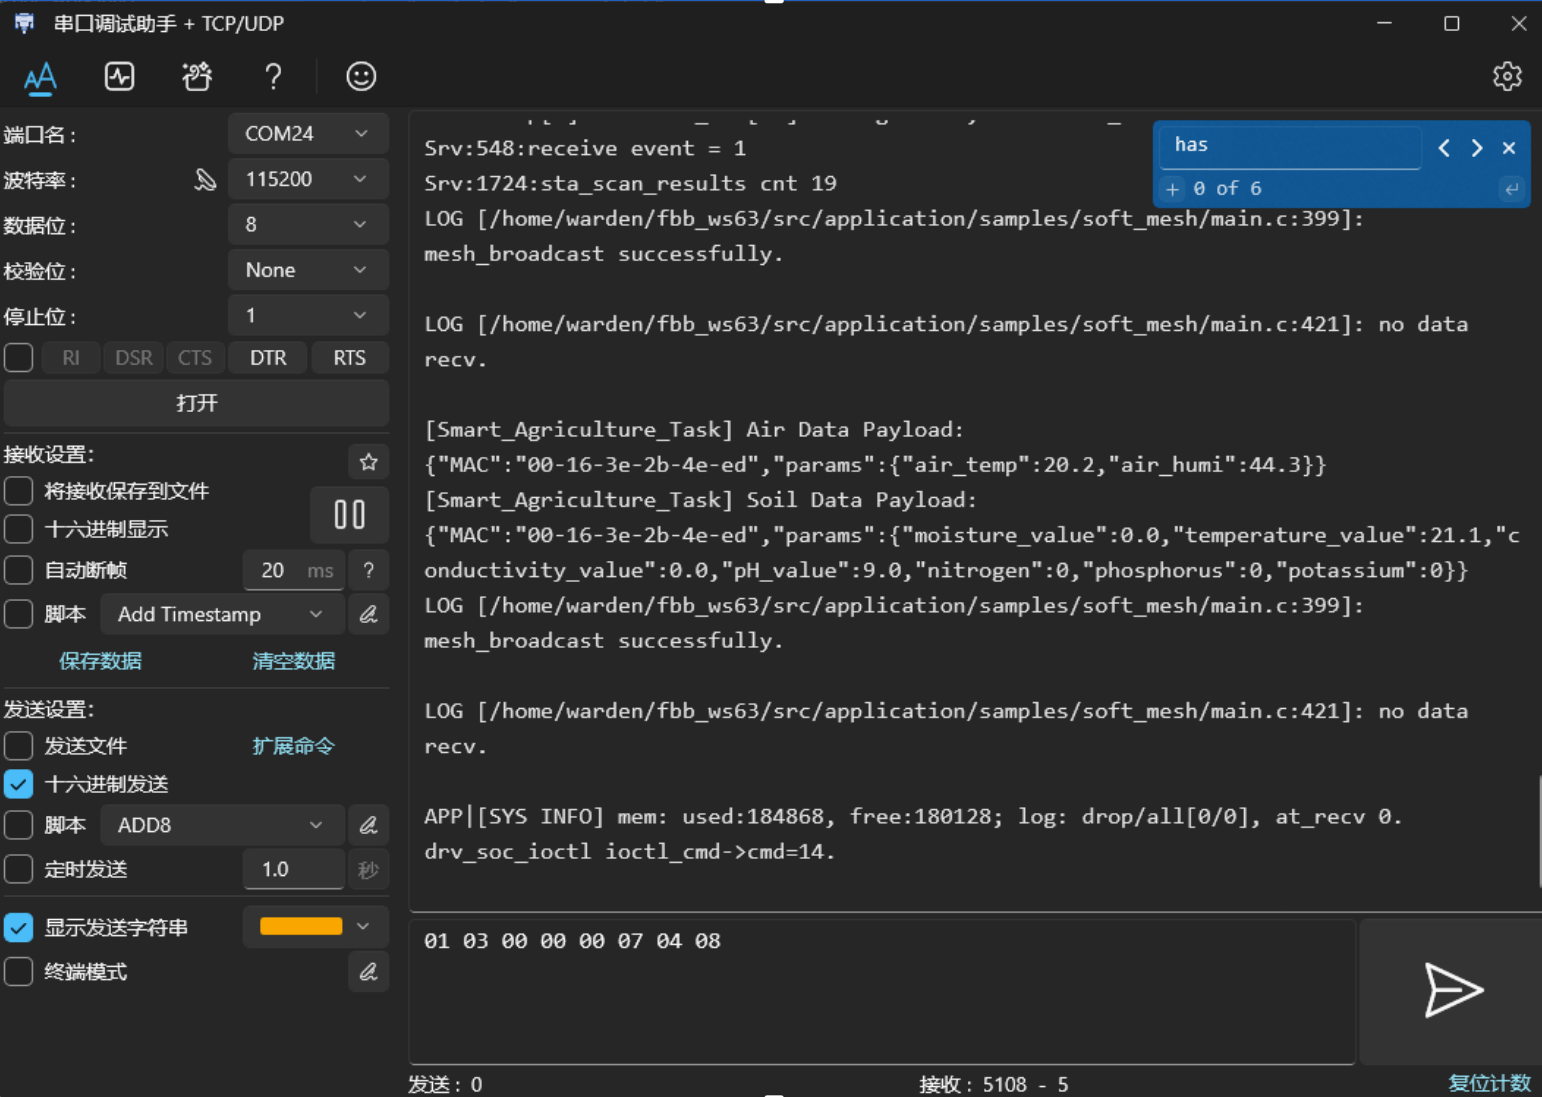 串口调试助手 + TCP/UDP
端口名：
COM24
波特率：
115200
数据位：
8
校验位：
None
停止位：
1
RI DSR CTS DTR RTS
打开
接收设置：
将接收保存到文件
十六进制显示
自动断帧
20 ms ?
脚本
Add Timestamp
保存数据
清空数据
发送设置：
发送文件
扩展命令
十六进制发送
脚本
ADD8
定时发送
1.0 秒
显示发送字符串
终端模式
has
0 of 6
Srv:548:receive event = 1
Srv:1724:sta_scan_results cnt 19
LOG [/home/warden/fbb_ws63/src/application/samples/soft_mesh/main.c:399]:
mesh_broadcast successfully.
LOG [/home/warden/fbb_ws63/src/application/samples/soft_mesh/main.c:421]: no data
recv.
[Smart_Agriculture_Task] Air Data Payload:
{"MAC":"00-16-3e-2b-4e-ed","params":{"air_temp":20.2,"air_humi":44.3}}
[Smart_Agriculture_Task] Soil Data Payload:
{"MAC":"00-16-3e-2b-4e-ed","params":{"moisture_value":0.0,"temperature_value":21.1,"c
onductivity_value":0.0,"pH_value":9.0,"nitrogen":0,"phosphorus":0,"potassium":0}}
LOG [/home/warden/fbb_ws63/src/application/samples/soft_mesh/main.c:399]:
mesh_broadcast successfully.
LOG [/home/warden/fbb_ws63/src/application/samples/soft_mesh/main.c:421]: no data
recv.
APP|[SYS INFO] mem: used:184868, free:180128; log: drop/all[0/0], at_recv 0.
drv_soc_ioctl ioctl_cmd->cmd=14.
01 03 00 00 00 07 04 08
发送：0
接收：5108 - 5
复位计数